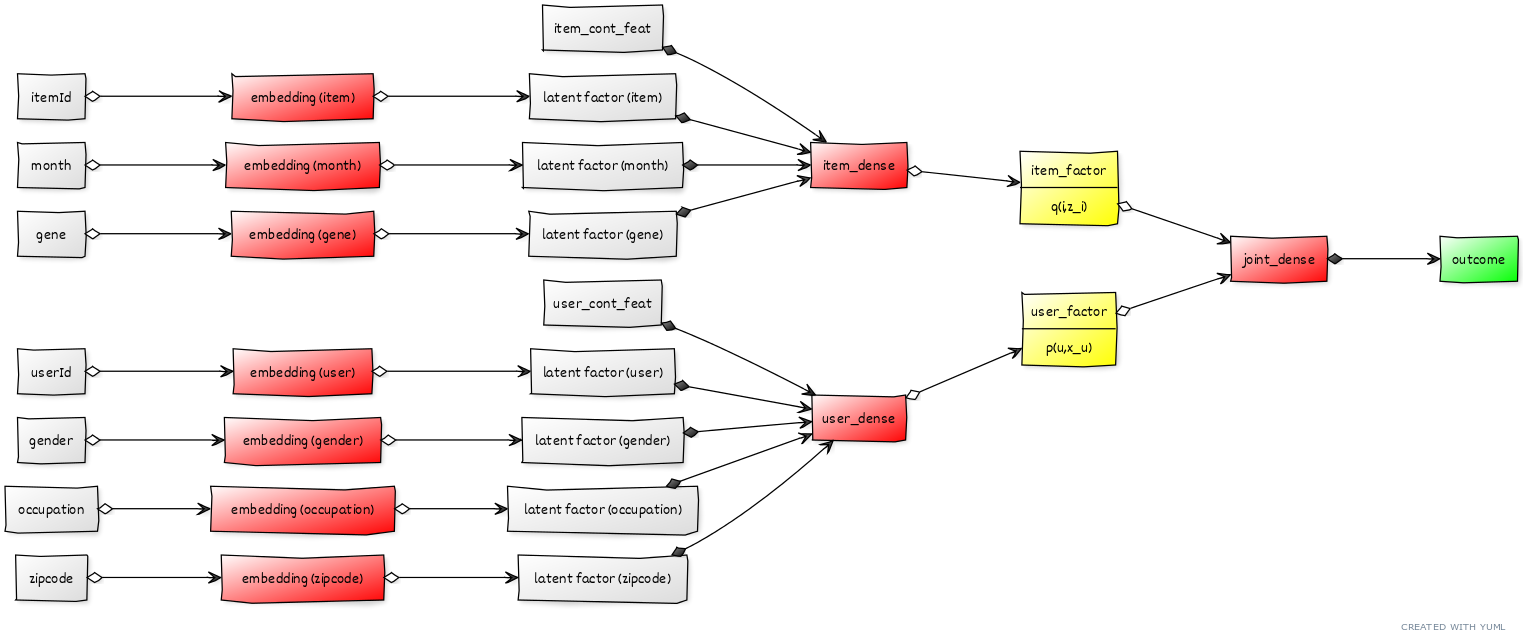 item_cont_feat
itemId
embedding (item)
latent factor (item)
month
embedding (month)
latent factor (month)
item_dense
item_factor
q(i,z_i)
gene
embedding (gene)
latent factor (gene)
joint_dense
outcome
user_cont_feat
user_factor
p(u,x_u)
userId
embedding (user)
latent factor (user)
user_dense
gender
embedding (gender)
latent factor (gender)
occupation
embedding (occupation)
latent factor (occupation)
zipcode
embedding (zipcode)
latent factor (zipcode)
CREATED WITH YUML